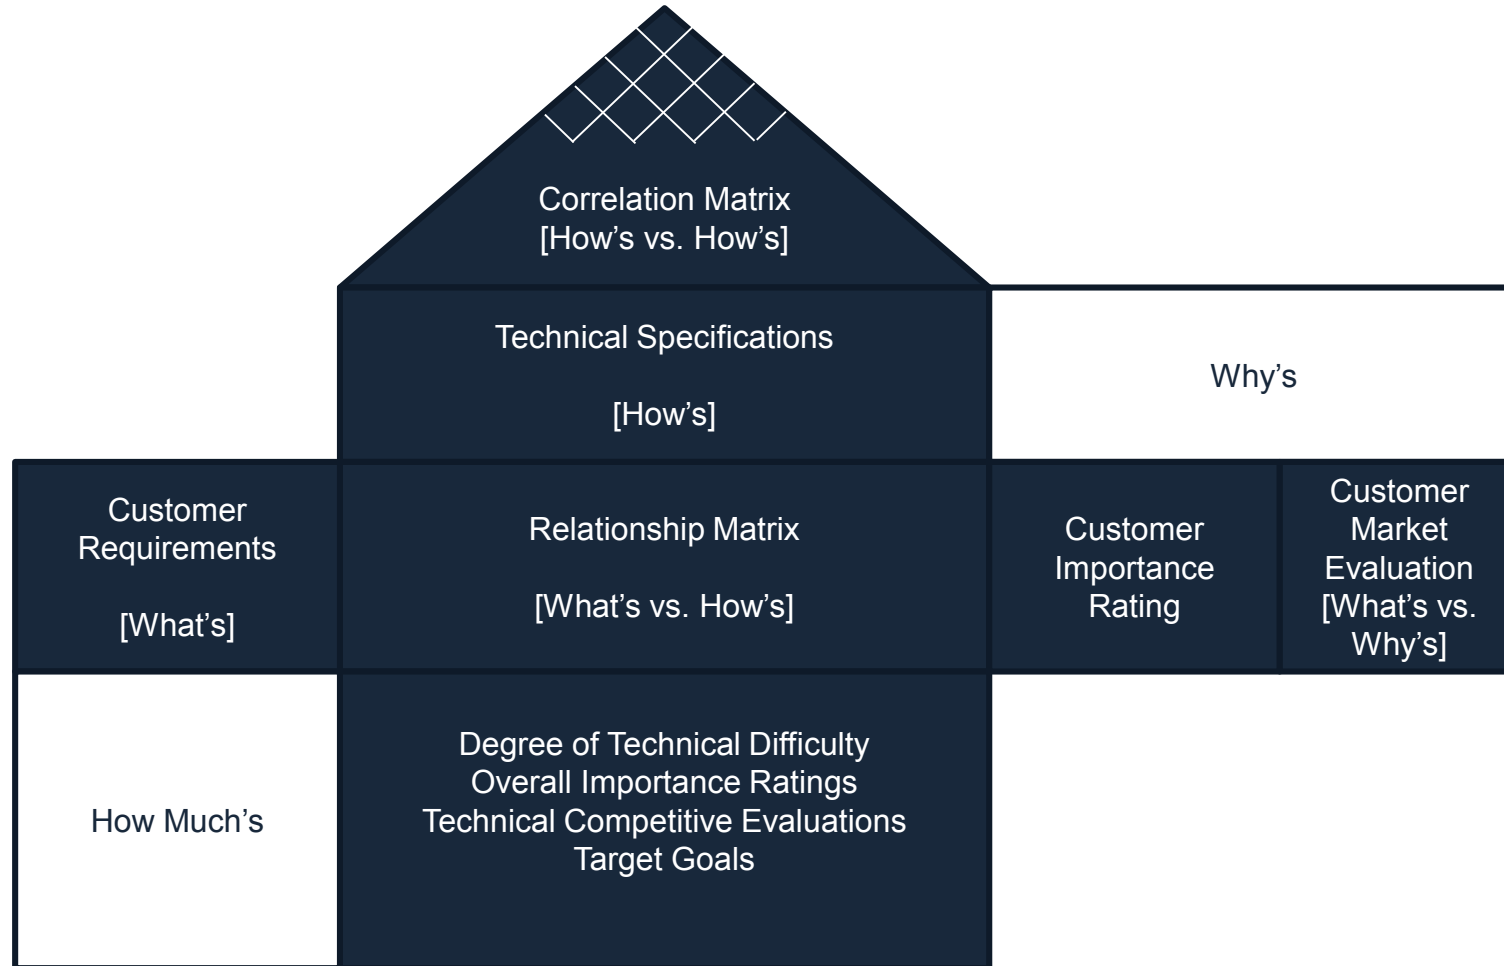 Correlation Matrix
[How’s vs. How’s]
Technical Specifications
[How’s]
Why’s
Customer
Requirements
[What’s]
Relationship Matrix
[What’s vs. How’s]
Customer
Importance
Rating
Customer
Market
Evaluation
[What’s vs.
Why’s]
How Much’s
Degree of Technical Difficulty
Overall Importance Ratings
Technical Competitive Evaluations
Target Goals